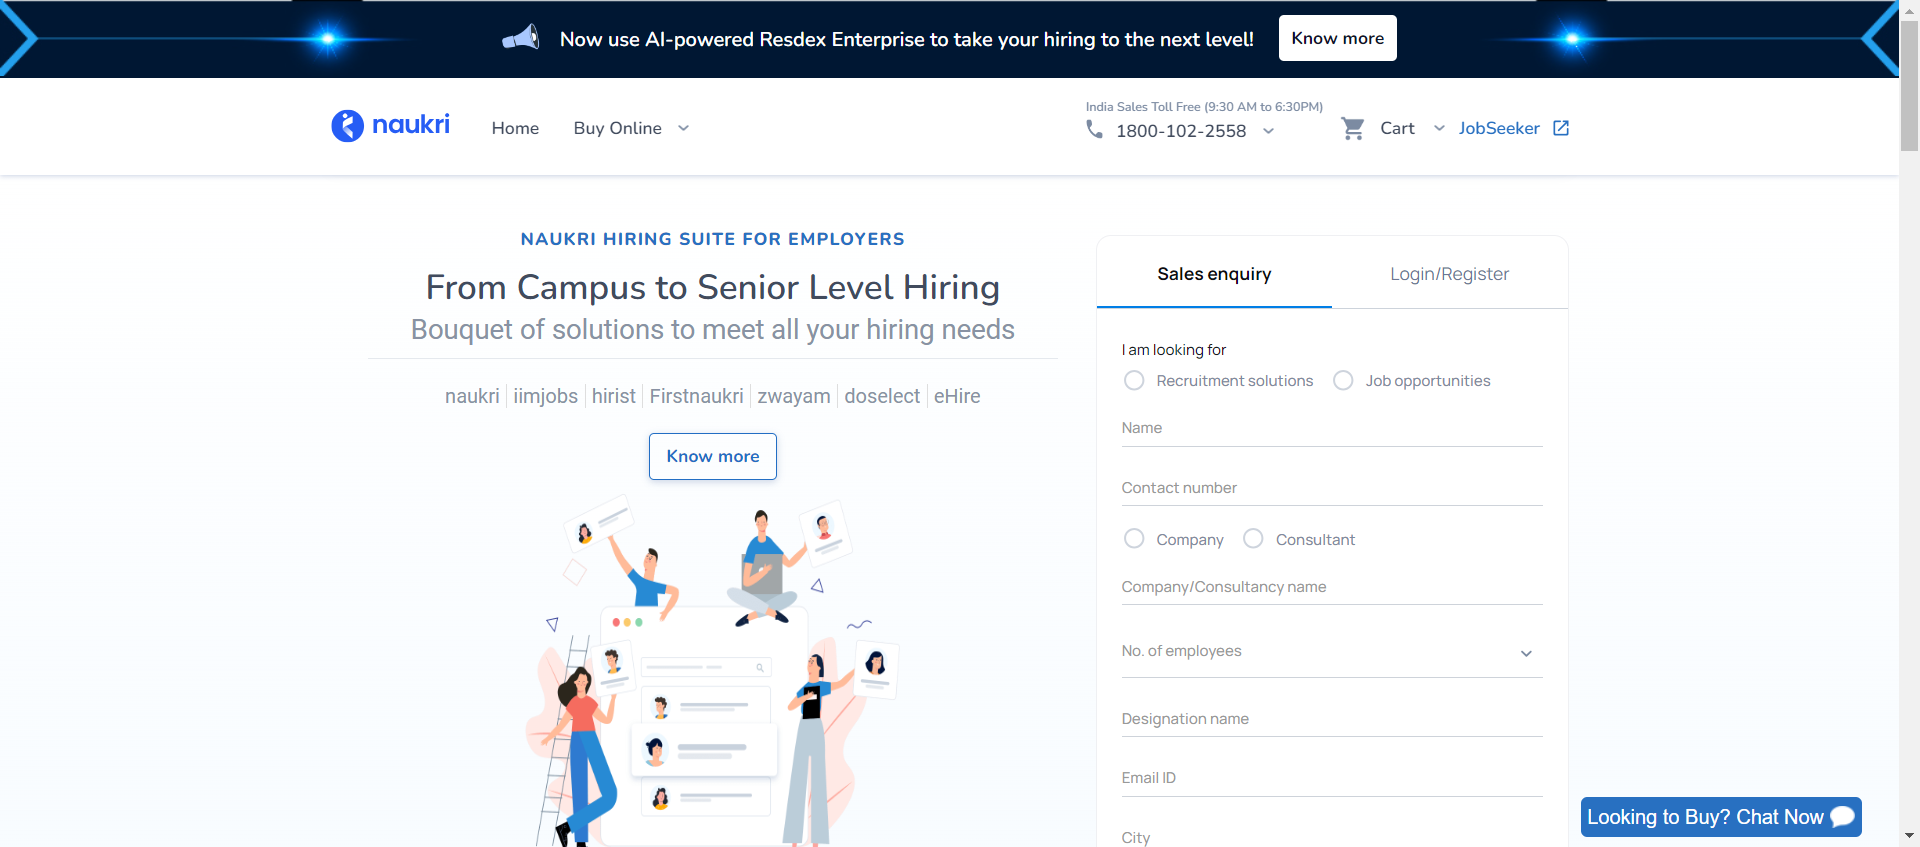 Now use AI-powered Resdex Enterprise to take your hiring to the next level! Know more
naukri
Home Buy Online
India Sales Toll Free (9:30 AM to 6:30PM)
1800-102-2558
Cart JobSeeker
NAUKRI HIRING SUITE FOR EMPLOYERS
From Campus to Senior Level Hiring
Bouquet of solutions to meet all your hiring needs
naukri iimjobs hirist Firstnaukri zwayam doselect eHire
Know more
Sales enquiry Login/Register
I am looking for
Recruitment solutions Job opportunities
Name
Contact number
Company Consultant
Company/Consultancy name
No. of employees
Designation name
Email ID
City
Looking to Buy? Chat Now